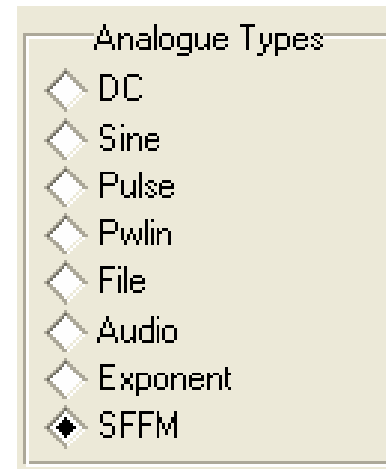 Analogue Types
DC
Sine
Pulse
Pwlin
File
Audio
Exponent
SFFM